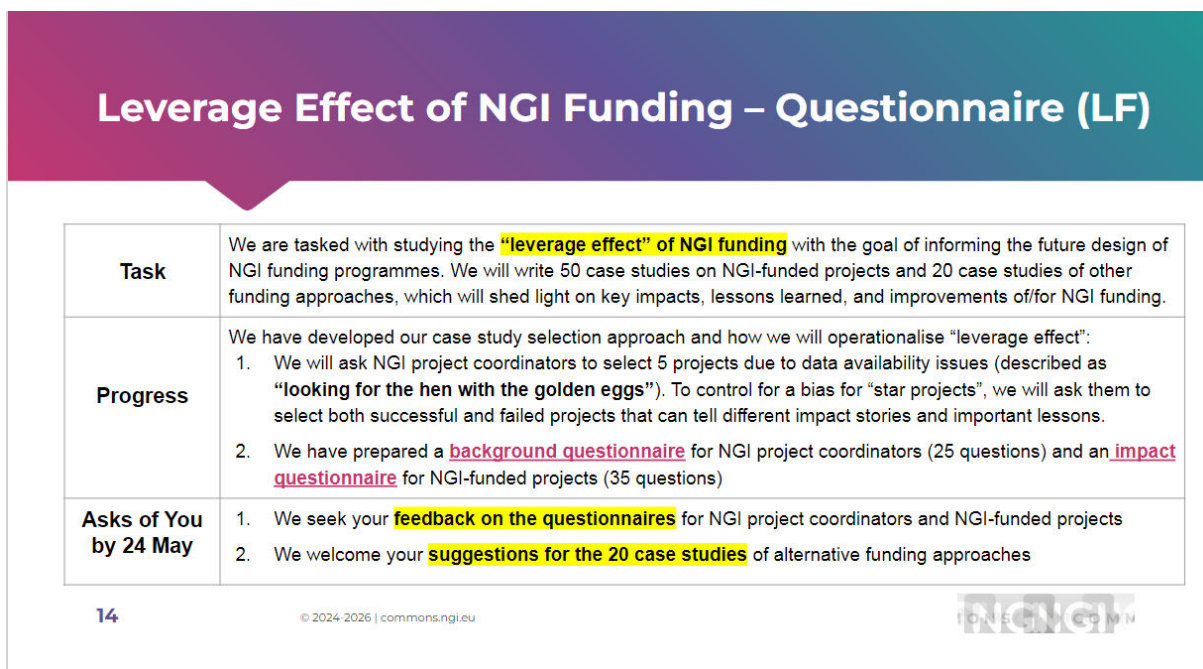 Leverage Effect of NGI Funding – Questionnaire (LF)
Task
We are tasked with studying the “leverage effect” of NGI funding with the goal of informing the future design of
NGI funding programmes. We will write 50 case studies on NGI-funded projects and 20 case studies of other
funding approaches, which will shed light on key impacts, lessons learned, and improvements of/for NGI funding.
Progress
We have developed our case study selection approach and how we will operationalise “leverage effect”:
1. We will ask NGI project coordinators to select 5 projects due to data availability issues (described as
“looking for the hen with the golden eggs”). To control for a bias for “star projects”, we will ask them to
select both successful and failed projects that can tell different impact stories and important lessons.
2. We have prepared a background questionnaire for NGI project coordinators (25 questions) and an impact
questionnaire for NGI-funded projects (35 questions)
Asks of You
by 24 May
1. We seek your feedback on the questionnaires for NGI project coordinators and NGI-funded projects
2. We welcome your suggestions for the 20 case studies of alternative funding approaches
14
© 2024-2026 | commons.ngi.eu